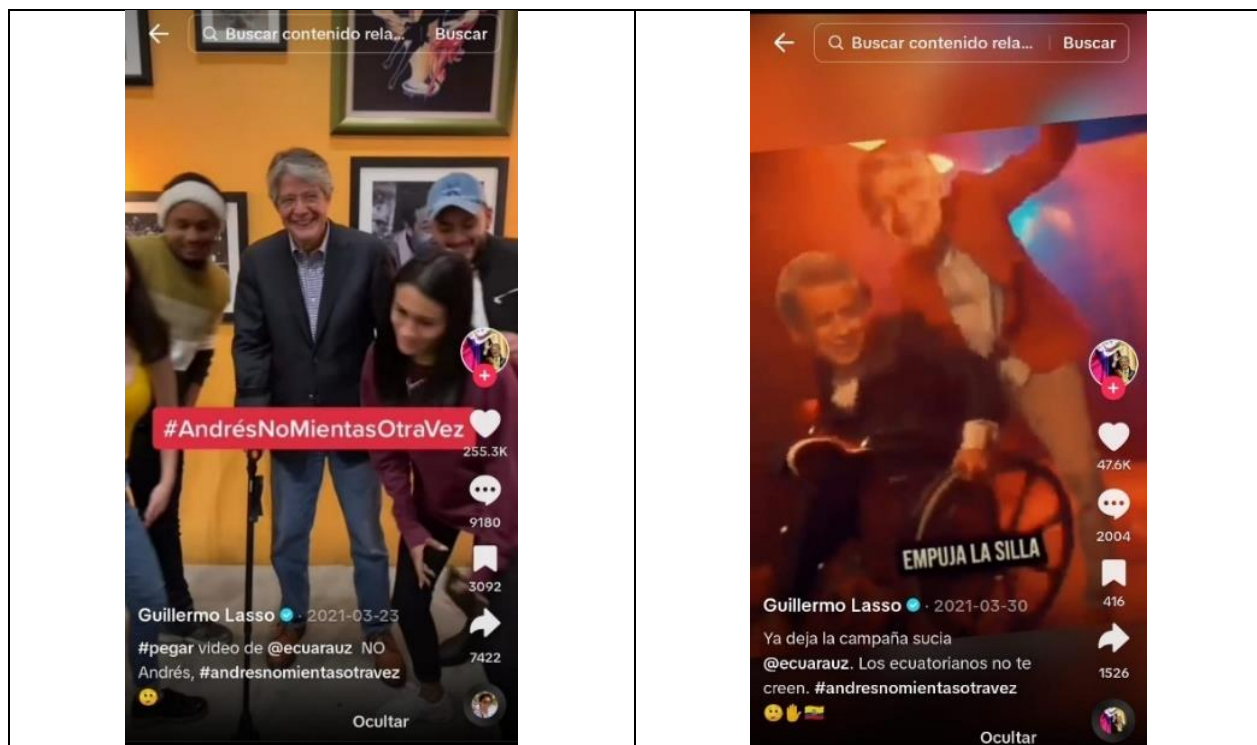 Buscar contenido rela... Buscar
#AndrésNoMientasOtraVez
255.3K
9180
3092
7422
Guillermo Lasso · 2021-03-23
#pegar video de @ecuarauz NO
Andrés, #andresnomientasotravez
Ocultar
Buscar contenido rela... Buscar
EMPUJA LA SILLA
47.6K
2004
416
1526
Guillermo Lasso · 2021-03-30
Ya deja la campaña sucia
@ecuarauz. Los ecuatorianos no te
creen. #andresnomientasotravez
Ocultar